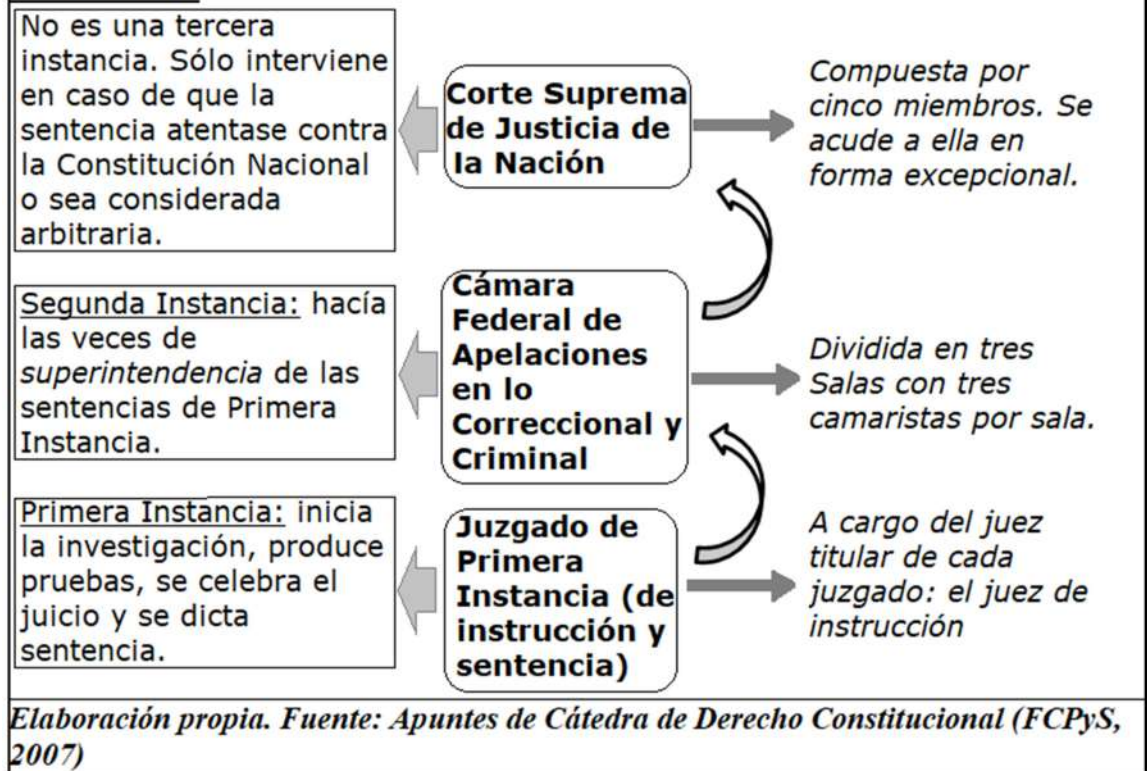 No es una tercera
instancia. Sólo interviene
en caso de que la
sentencia atentase contra
la Constitución Nacional
o sea considerada
arbitraria.
Corte Suprema
de Justicia de
la Nación
Compuesta por
cinco miembros. Se
acude a ella en
forma excepcional.
Segunda Instancia: hacía
las veces de
superintendencia de las
sentencias de Primera
Instancia.
Cámara
Federal de
Apelaciones
en lo
Correccional y
Criminal
Dividida en tres
Salas con tres
camaristas por sala.
Primera Instancia: inicia
la investigación, produce
pruebas, se celebra el
juicio y se dicta
sentencia.
Juzgado de
Primera
Instancia (de
instrucción y
sentencia)
A cargo del juez
titular de cada
juzgado: el juez de
instrucción
Elaboración propia. Fuente: Apuntes de Cátedra de Derecho Constitucional (FCPyS,
2007)